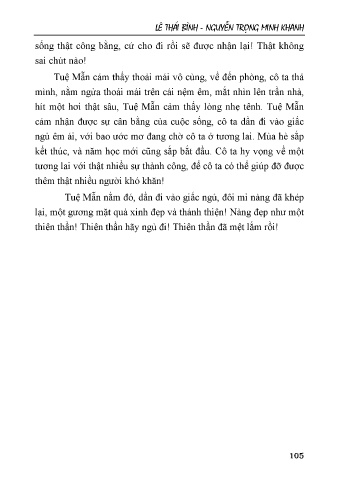 LÊ THÁI BÌNH - NGUYỄN TRỌNG MINH KHANH
sống thật công bằng, cứ cho đi rồi sẽ được nhận lại! Thật không
sai chút nào!
Tuệ Mẫn cảm thấy thoải mái vô cùng, về đến phòng, cô ta thả
mình, nằm ngửa thoải mái trên cái nệm êm, mắt nhìn lên trần nhà,
hít một hơi thật sâu, Tuệ Mẫn cảm thấy lòng nhẹ tênh. Tuệ Mẫn
cảm nhận được sự cân bằng của cuộc sống, cô ta dần đi vào giấc
ngủ êm ái, với bao ước mơ đang chờ cô ta ở tương lai. Mùa hè sắp
kết thúc, và năm học mới cũng sắp bắt đầu. Cô ta hy vọng về một
tương lai với thật nhiều sự thành công, để cô ta có thể giúp đỡ được
thêm thật nhiều người khó khăn!
Tuệ Mẫn nằm đó, dần đi vào giấc ngủ, đôi mi nàng đã khép
lại, một gương mặt quá xinh đẹp và thánh thiện! Nàng đẹp như một
thiên thần! Thiên thần hãy ngủ đi! Thiên thần đã mệt lắm rồi!
105